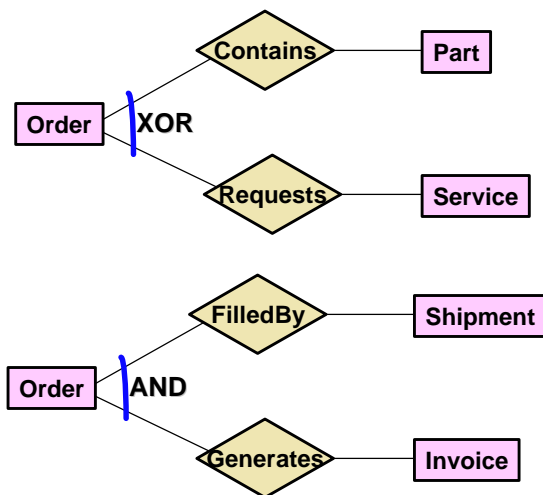 Contains
Part
Order
XOR
Requests
Service
FilledBy
Shipment
Order
AND
Generates
Invoice